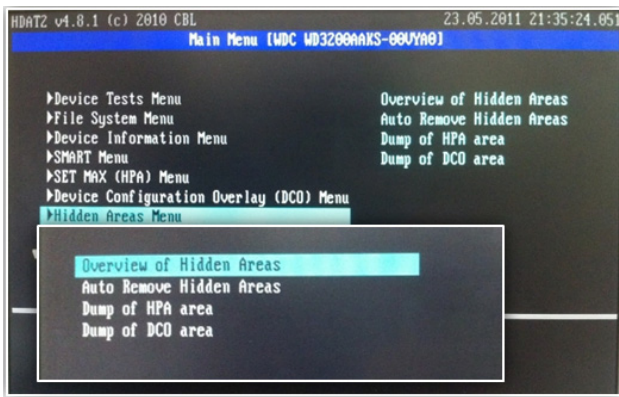 HDAT2 v4.8.1 (c) 2010 CBL 23.05.2011 21:35:24.051
Main Menu [WDC WD3200AAKS-00UYA0]
►Device Tests Menu
►File System Menu
►Device Information Menu
►SMART Menu
►SET MAX (HPA) Menu
►Device Configuration Overlay (DCO) Menu
►Hidden Areas Menu
Overview of Hidden Areas
Auto Remove Hidden Areas
Dump of HPA area
Dump of DCO area
Overview of Hidden Areas
Auto Remove Hidden Areas
Dump of HPA area
Dump of DCO area